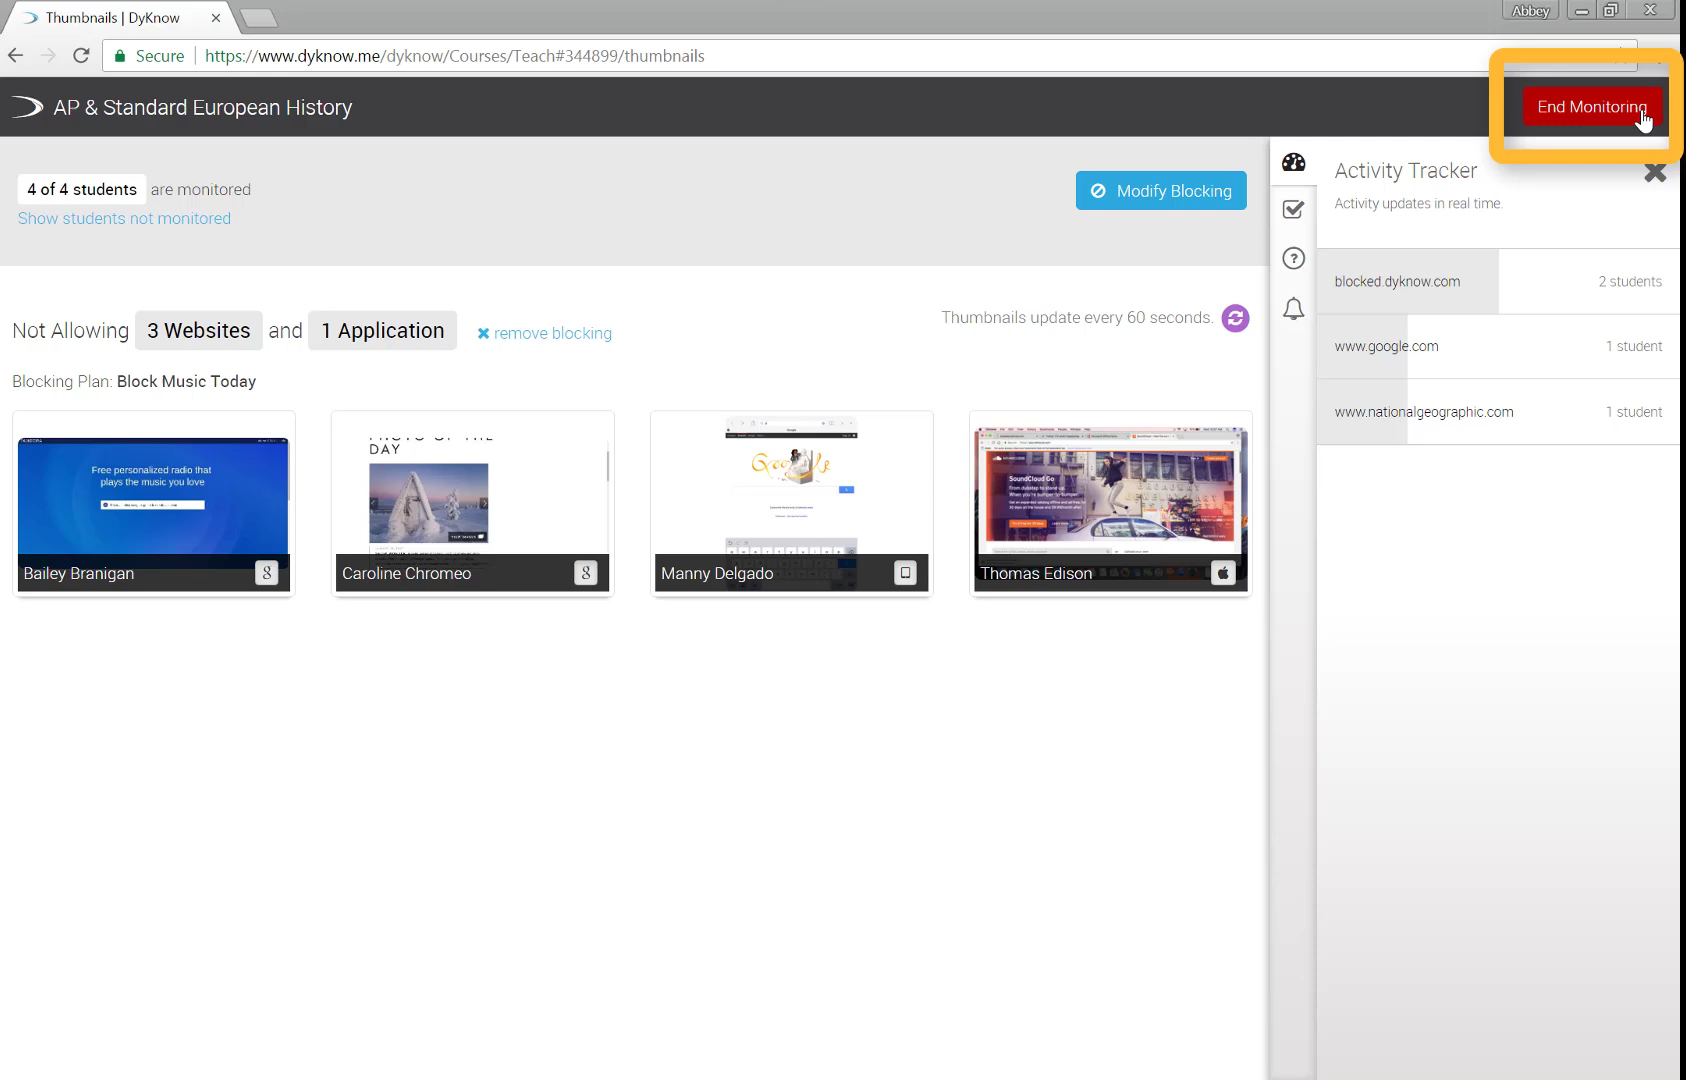 Thumbnails | DyKnow
Abbey
Secure
https://www.dyknow.me/dyknow/Courses/Teach#344899/thumbnails
AP & Standard European History
End Monitoring
4 of 4 students are monitored
Show students not monitored
Modify Blocking
Activity Tracker
Activity updates in real time.
blocked.dyknow.com 2 students
www.google.com 1 student
www.nationalgeographic.com 1 student
Not Allowing 3 Websites and 1 Application remove blocking
Thumbnails update every 60 seconds.
Blocking Plan: Block Music Today
Free personalized radio that
plays the music you love
Bailey Branigan
DAY
Caroline Chromeo
Google
Manny Delgado
SoundCloud Go
Thomas Edison